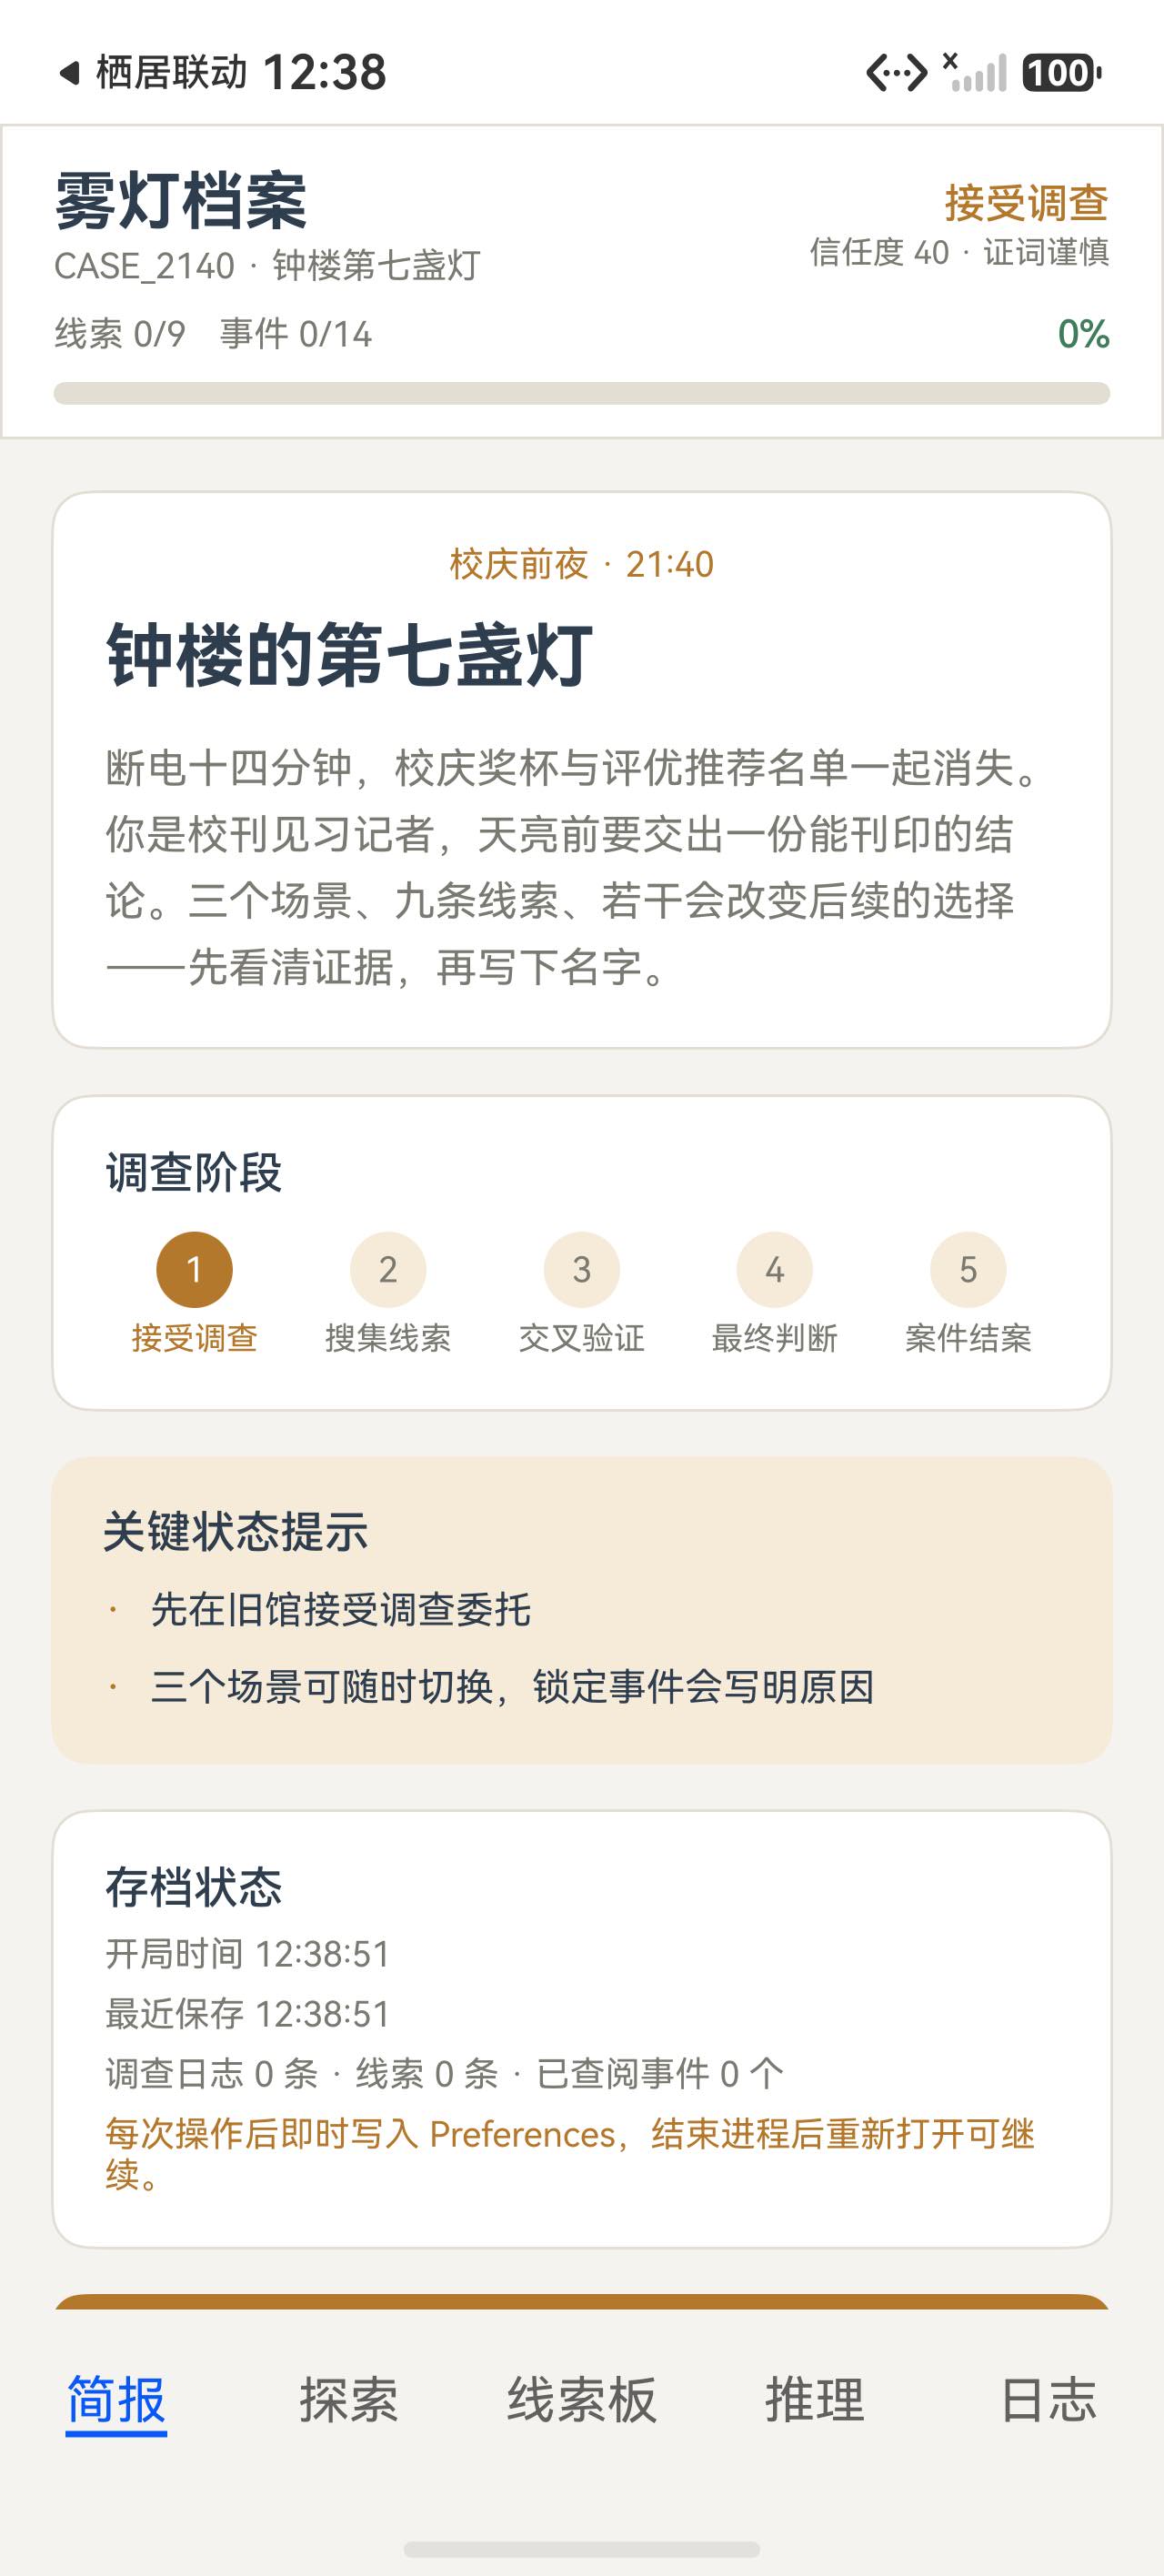 栖居联动 12:38
100
雾灯档案
接受调查
CASE_2140 · 钟楼第七盏灯
信任度 40 · 证词谨慎
线索 0/9 事件 0/14
0%
校庆前夜 · 21:40
钟楼的第七盏灯
断电十四分钟，校庆奖杯与评优推荐名单一起消失。
你是校刊见习记者，天亮前要交出一份能刊印的结
论。三个场景、九条线索、若干会改变后续的选择
——先看清证据，再写下名字。
调查阶段
1 2 3 4 5
接受调查 搜集线索 交叉验证 最终判断 案件结案
关键状态提示
· 先在旧馆接受调查委托
· 三个场景可随时切换，锁定事件会写明原因
存档状态
开局时间 12:38:51
最近保存 12:38:51
调查日志 0 条 · 线索 0 条 · 已查阅事件 0 个
每次操作后即时写入 Preferences，结束进程后重新打开可继
续。
简报 探索 线索板 推理 日志